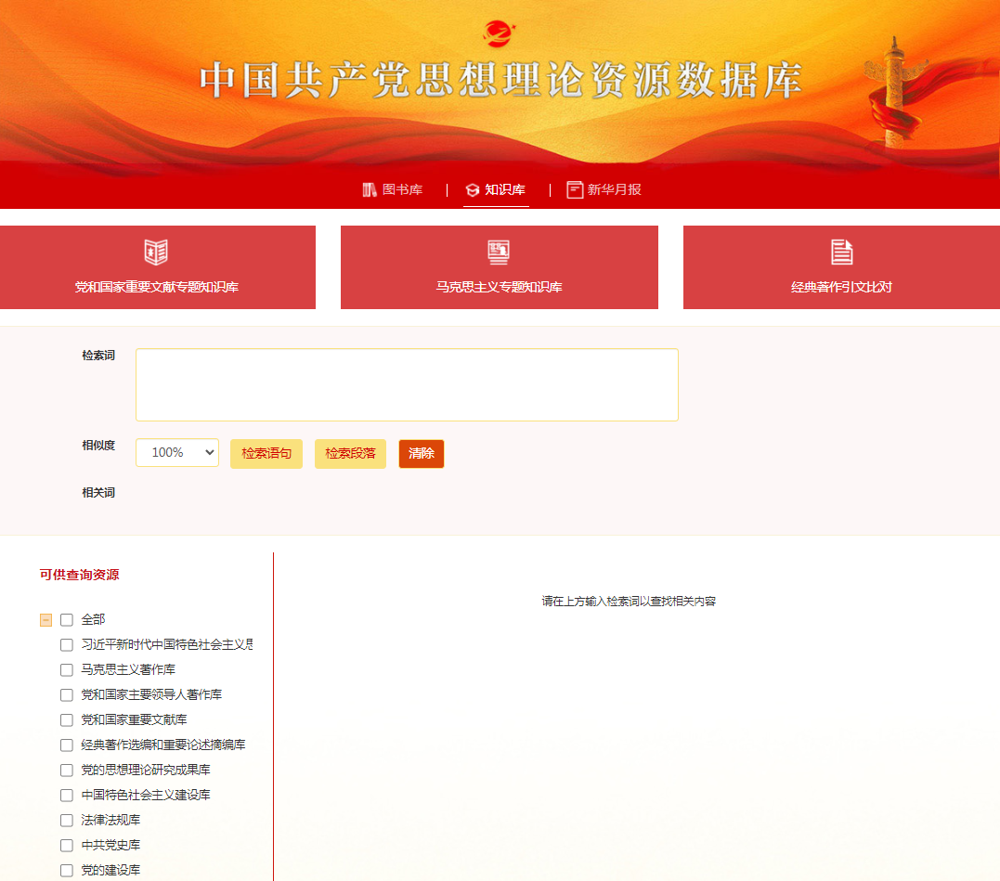 中国共产党思想理论资源数据库
图书库 | 知识库 | 新华月报
党和国家重要文献专题知识库
马克思主义专题知识库
经典著作引文比对
检索词
相似度 100% 检索语句 检索段落 清除
相关词
可供查询资源
请在上方输入检索词以查找相关内容
全部
习近平新时代中国特色社会主义思
马克思主义著作库
党和国家主要领导人著作库
党和国家重要文献库
经典著作选编和重要论述摘编库
党的思想理论研究成果库
中国特色社会主义建设库
法律法规库
中共党史库
党的建设库